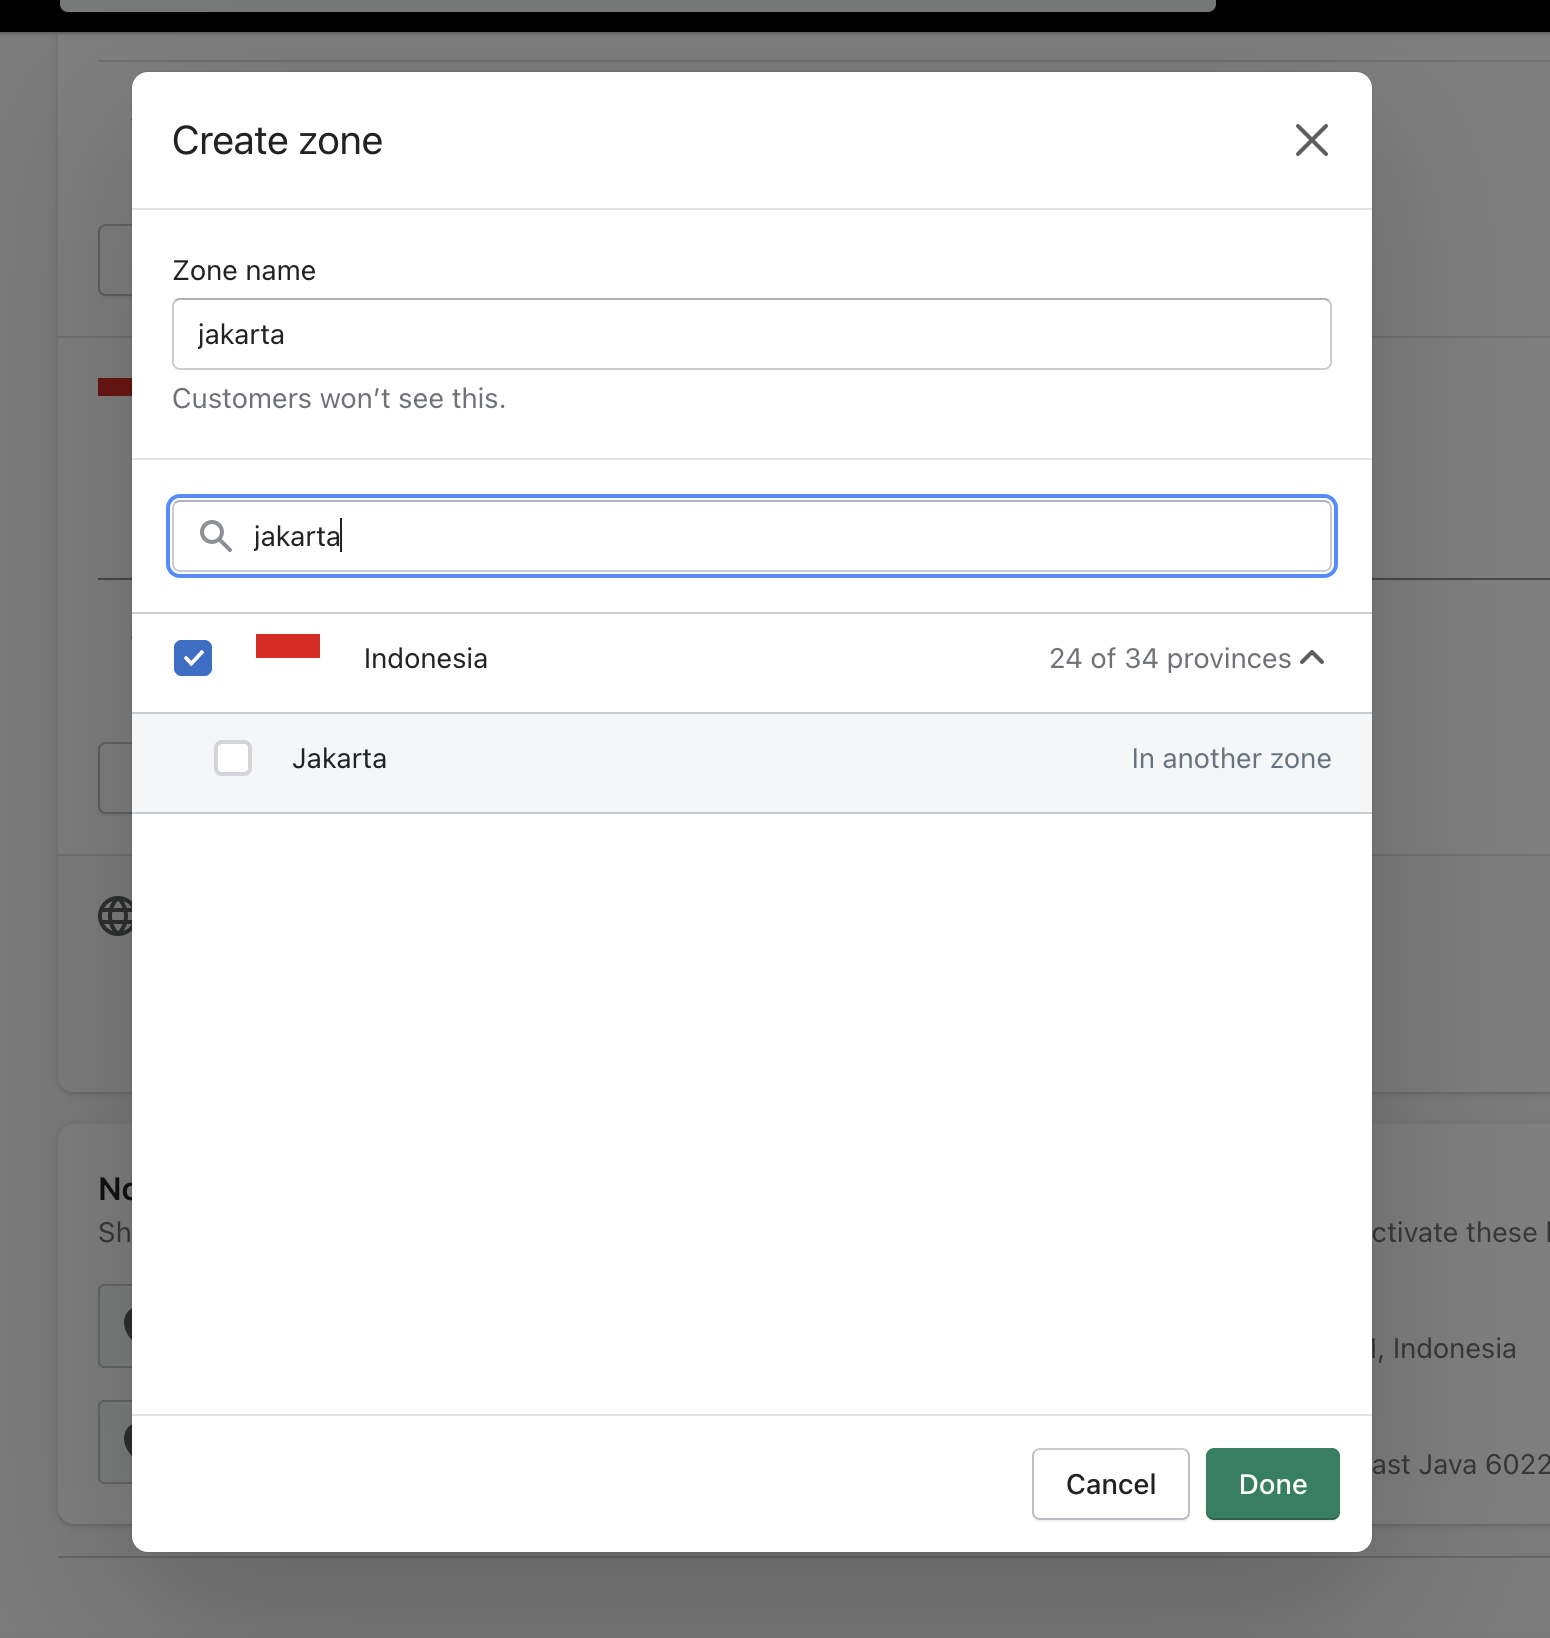 Create zone
Zone name
jakarta
Customers won’t see this.
jakarta
Indonesia
24 of 34 provinces
Jakarta
In another zone
No
Sh
ctivate these
, Indonesia
ast Java 6022
Cancel
Done